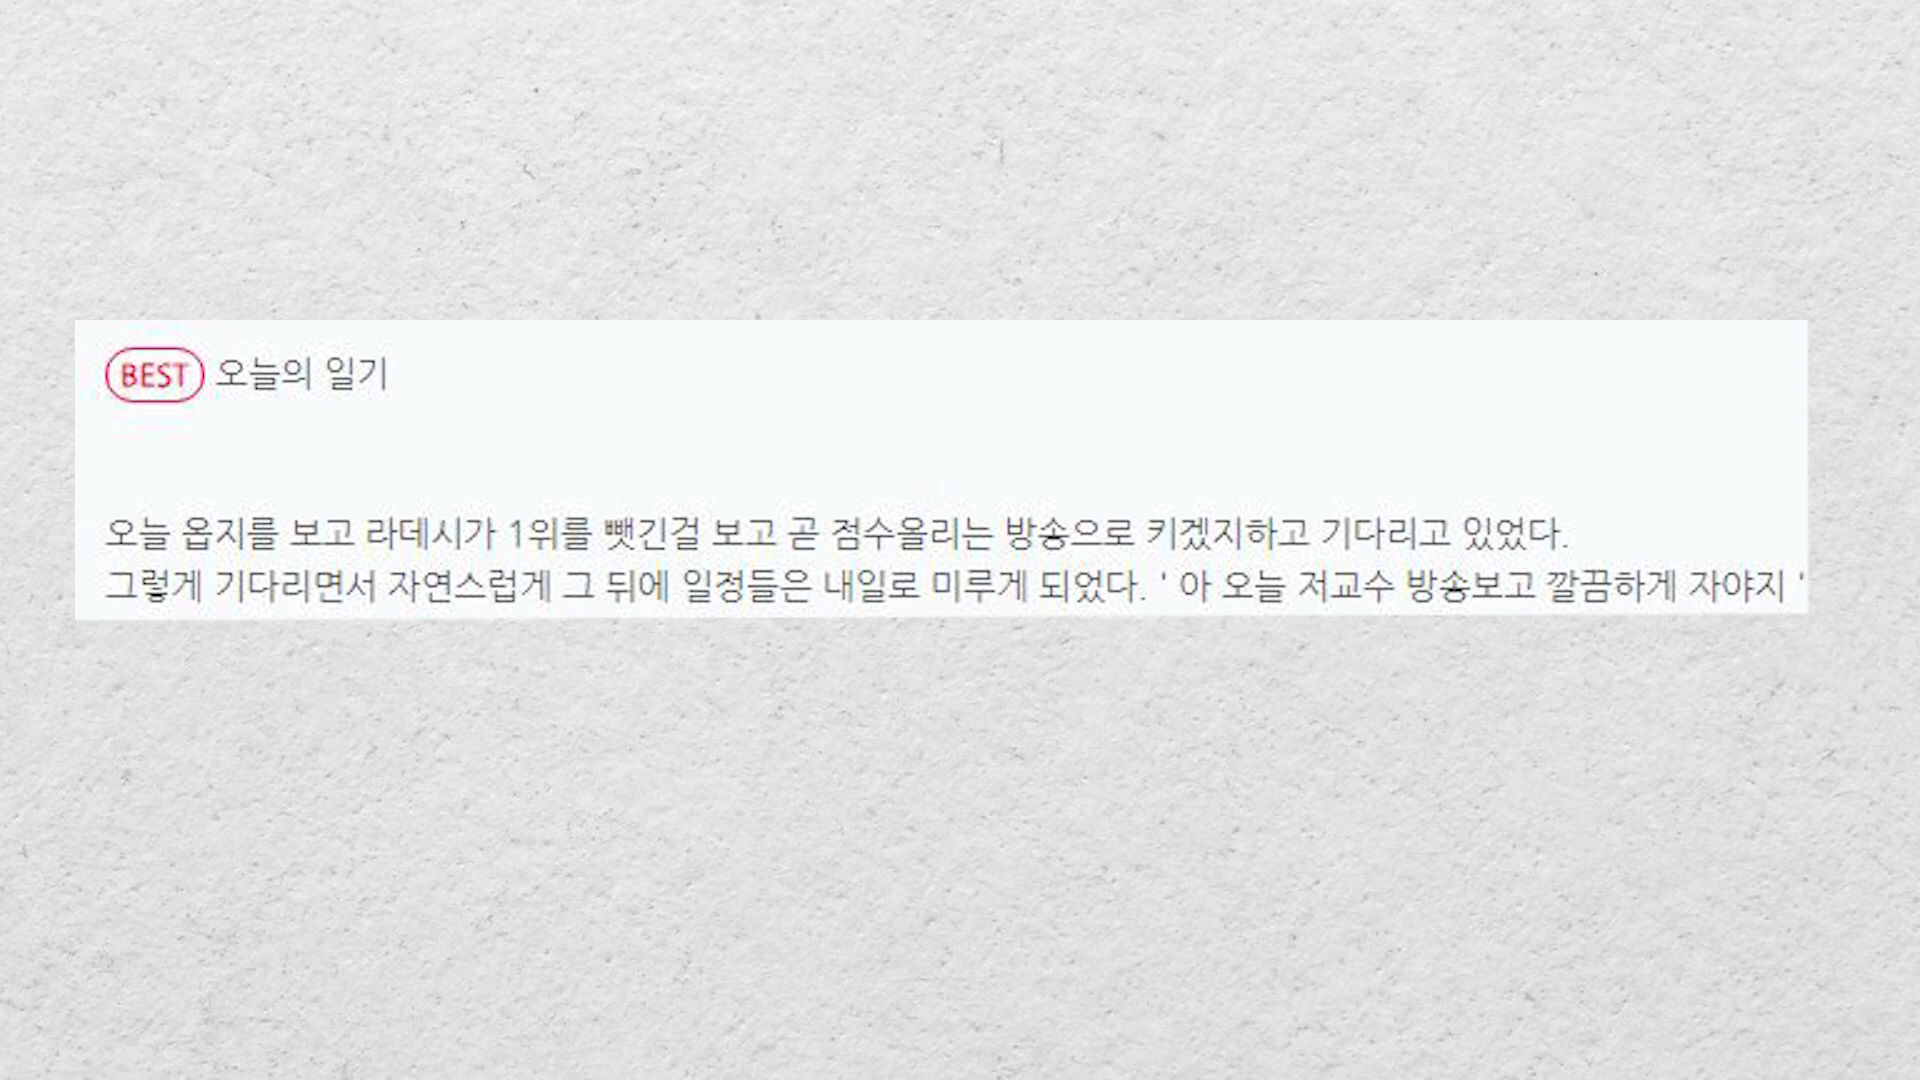 BEST 오늘의 일기
오늘 옵지를 보고 라데시가 1위를 뺏긴걸 보고 곧 점수올리는 방송으로 키겠지하고 기다리고 있었다.
그렇게 기다리면서 자연스럽게 그 뒤에 일정들은 내일로 미루게 되었다. ' 아 오늘 저교수 방송보고 깔끔하게 자야지 '